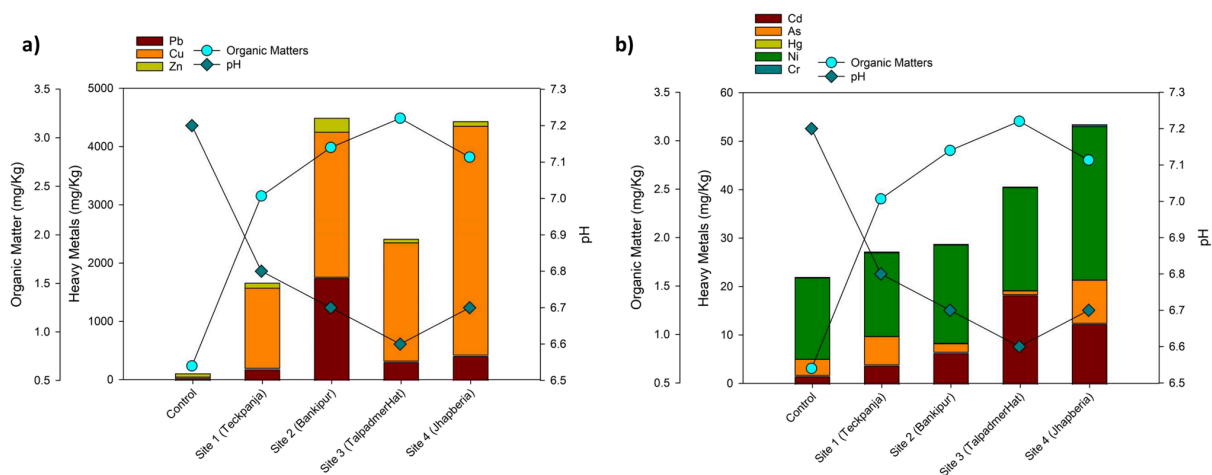 a)
Pb
Cu
Zn
Organic Matters
pH
3.5
3.0
2.5
2.0
1.5
1.0
0.5
Organic Matter (mg/Kg)
5000
4000
3000
2000
1000
0
Heavy Metals (mg/Kg)
7.3
7.2
7.1
7.0
6.9
6.8
6.7
6.6
6.5
pH
Control
Site 1 (Teckpanja)
Site 2 (Bankipur)
Site 3 (TalpadmerHat)
Site 4 (Jhapberia)
b)
Cd
As
Hg
Ni
Cr
Organic Matters
pH
3.5
3.0
2.5
2.0
1.5
1.0
0.5
Organic Matter (mg/Kg)
60
50
40
30
20
10
0
Heavy Metals (mg/Kg)
7.3
7.2
7.1
7.0
6.9
6.8
6.7
6.6
6.5
pH
Control
Site 1 (Teckpanja)
Site 2 (Bankipur)
Site 3 (TalpadmerHat)
Site 4 (Jhapberia)